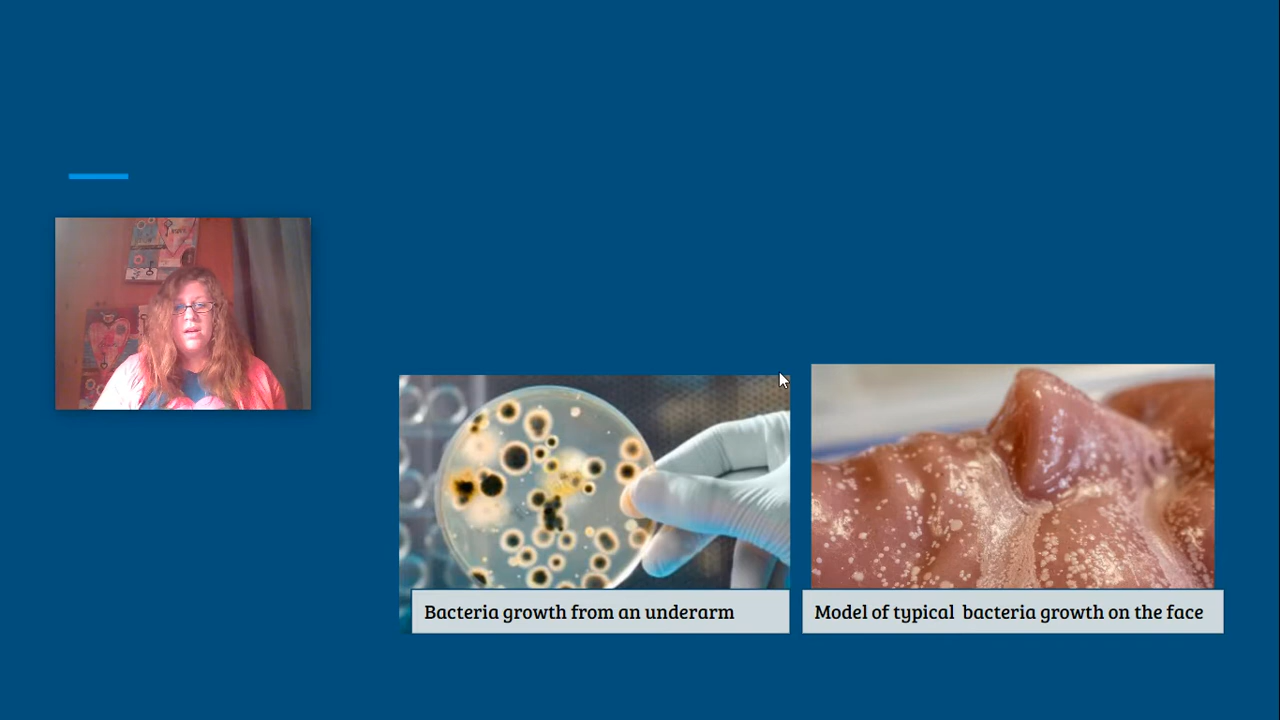 Bacteria growth from an underarm
Model of typical  bacteria growth on the face